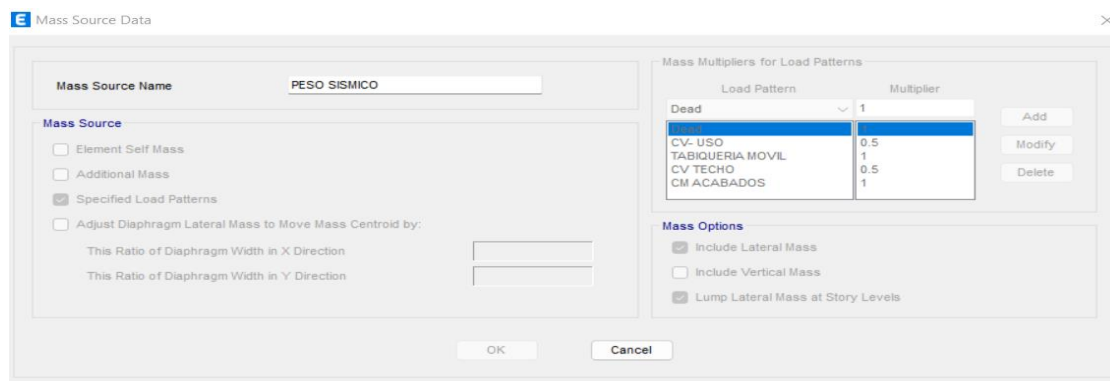 E Mass Source Data
Mass Source Name PESO SISMICO
Mass Source
Element Self Mass
Additional Mass
Specified Load Patterns
Adjust Diaphragm Lateral Mass to Move Mass Centroid by:
This Ratio of Diaphragm Width in X Direction
This Ratio of Diaphragm Width in Y Direction
Mass Multipliers for Load Patterns
Load Pattern Multiplier
Dead 1
Dead 1
CV- USO 0.5
TABIQUERIA MOVIL 1
CV TECHO 0.5
CM ACABADOS 1
Add
Modify
Delete
Mass Options
Include Lateral Mass
Include Vertical Mass
Lump Lateral Mass at Story Levels
OK Cancel